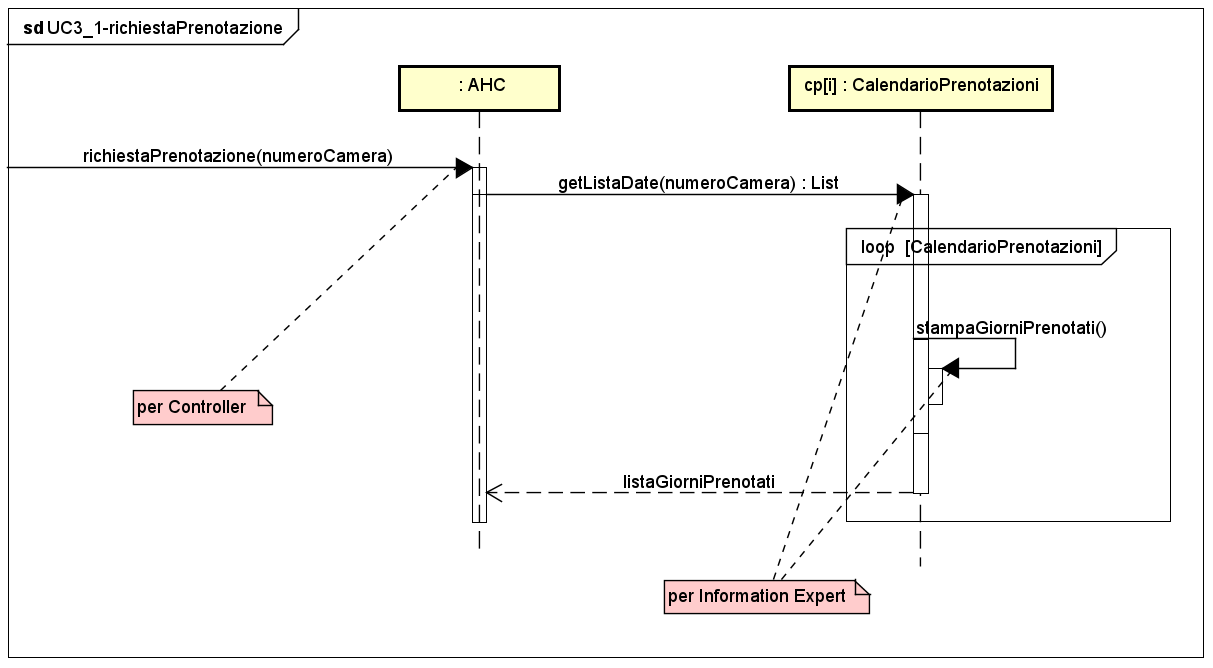 sd UC3_1-richiestaPrenotazione
: AHC
cp[i] : CalendarioPrenotazioni
richiestaPrenotazione(numeroCamera)
getListaDate(numeroCamera) : List
loop [CalendarioPrenotazioni]
stampaGiorniPrenotati()
per Controller
listaGiorniPrenotati
per Information Expert